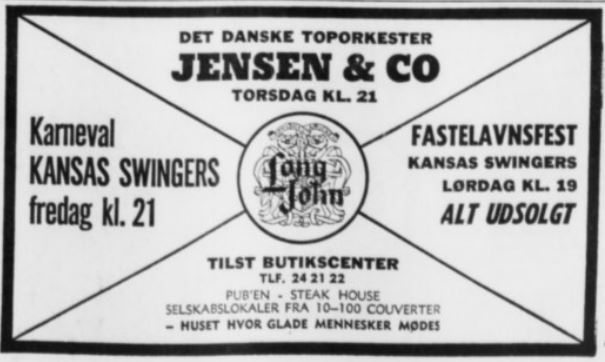 DET DANSKE TOPORKESTER
JENSEN & CO
TORSDAG KL. 21
Karneval
KANSAS SWINGERS
fredag kl. 21
Long
John
FASTELAVNSFEST
KANSAS SWINGERS
LØRDAG KL. 19
ALT UDSOLGT
TILST BUTIKSCENTER
TLF. 24 21 22
PUB'EN - STEAK HOUSE
SELSKABSLOKALER FRA 10–100 COUVERTER
– HUSET HVOR GLADE MENNESKER MØDES